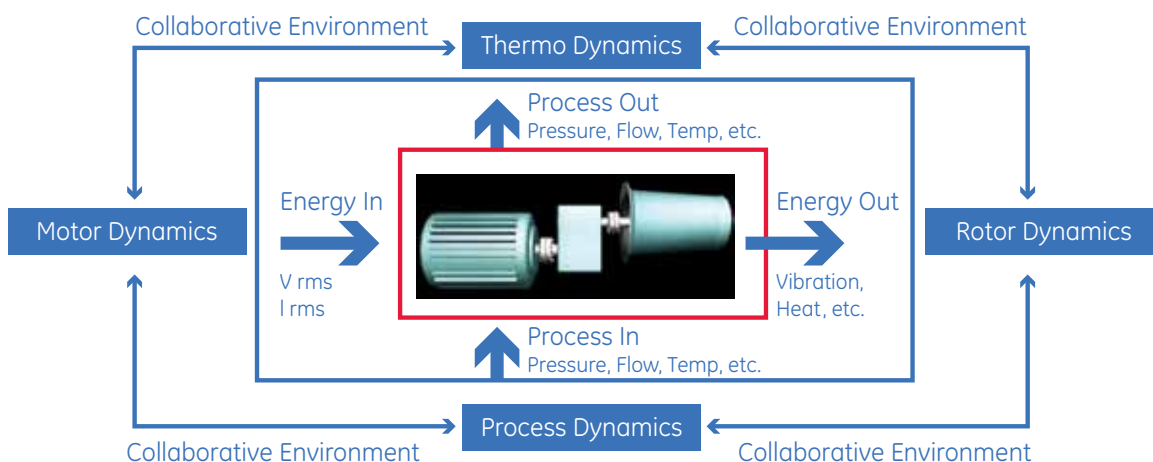 Collaborative Environment
Collaborative Environment
Thermo Dynamics
Process Out
Pressure, Flow, Temp, etc.
Energy In
Energy Out
Motor Dynamics
Rotor Dynamics
V rms
I rms
Vibration,
Heat, etc.
Process In
Pressure, Flow, Temp, etc.
Process Dynamics
Collaborative Environment
Collaborative Environment